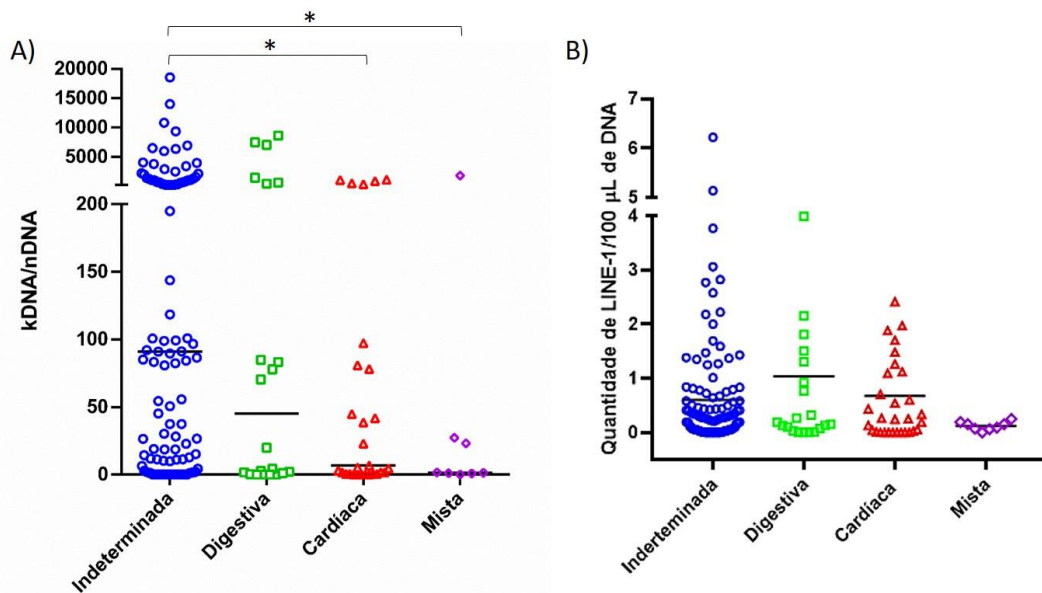 A)
*
*
kDNA/nDNA
20000
15000
10000
5000
200
150
100
50
0
Indeterminada
Digestiva
Cardíaca
Mista
B)
Quantidade de LINE-1/100 µL de DNA
7
6
5
4
3
2
1
0
Inderteminada
Digestiva
Cardíaca
Mista